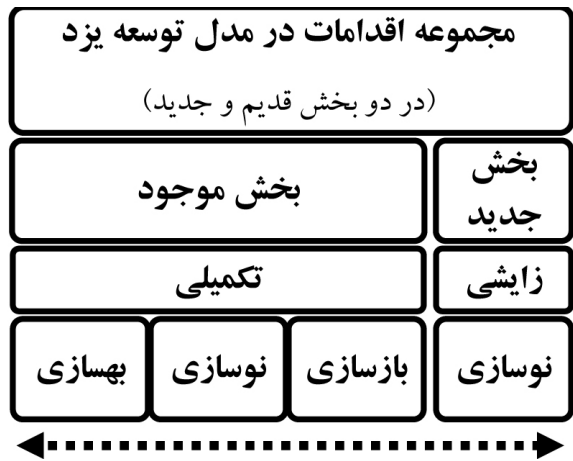 مجموعه اقدامات در مدل توسعه یزد
(در دو بخش قدیم و جدید)
بخش
جدید
بخش موجود
زایشی
تکمیلی
نوسازی
بازسازی
نوسازی
بهسازی